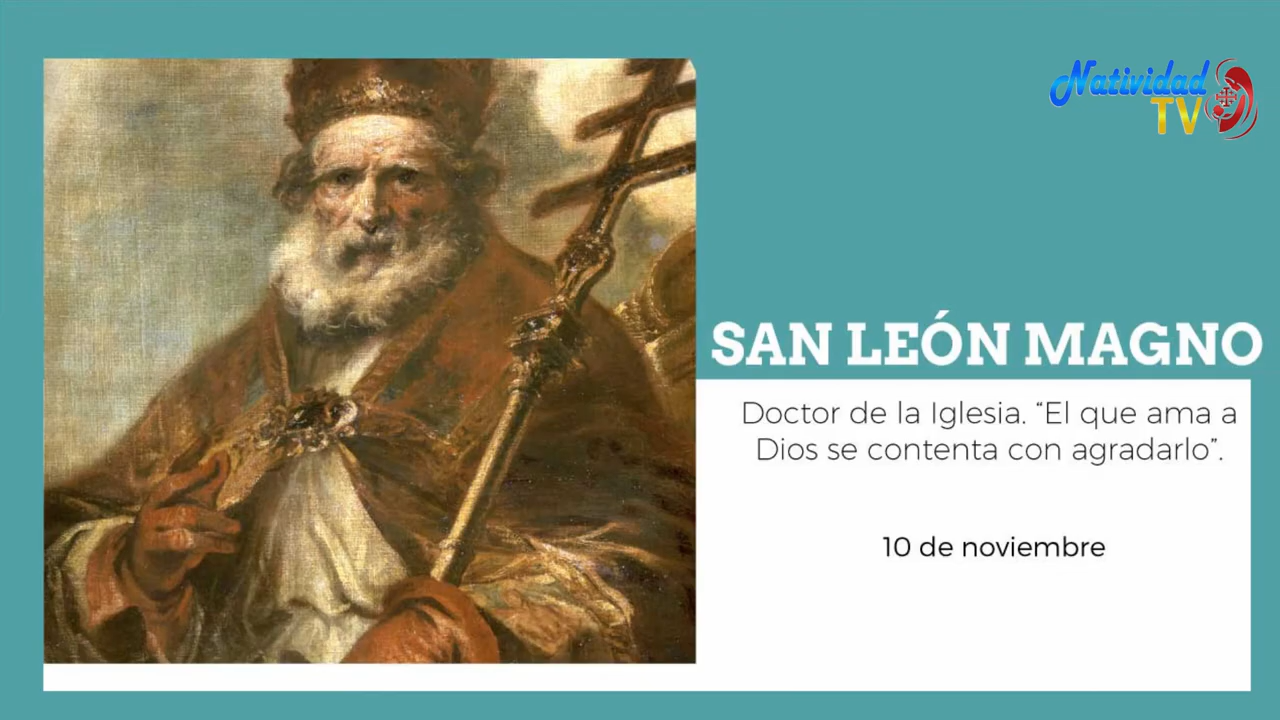 Natividad
TV
SAN LEÓN MAGNO
Doctor de la Iglesia. “El que ama a
Dios se contenta con agradarlo”.
10 de noviembre